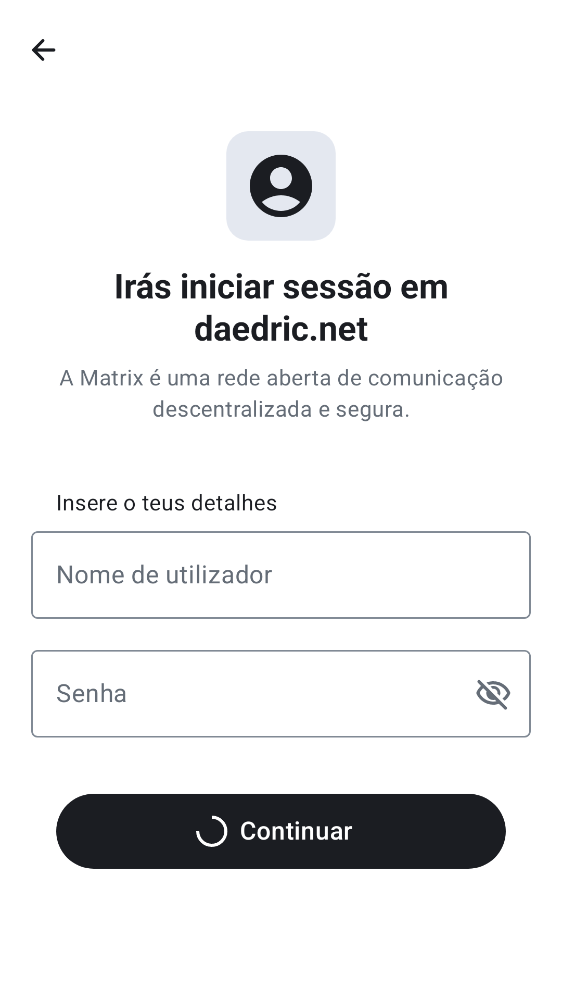 Irás iniciar sessão em
daedric.net
A Matrix é uma rede aberta de comunicação
descentralizada e segura.
Insere o teus detalhes
Nome de utilizador
Senha
Continuar